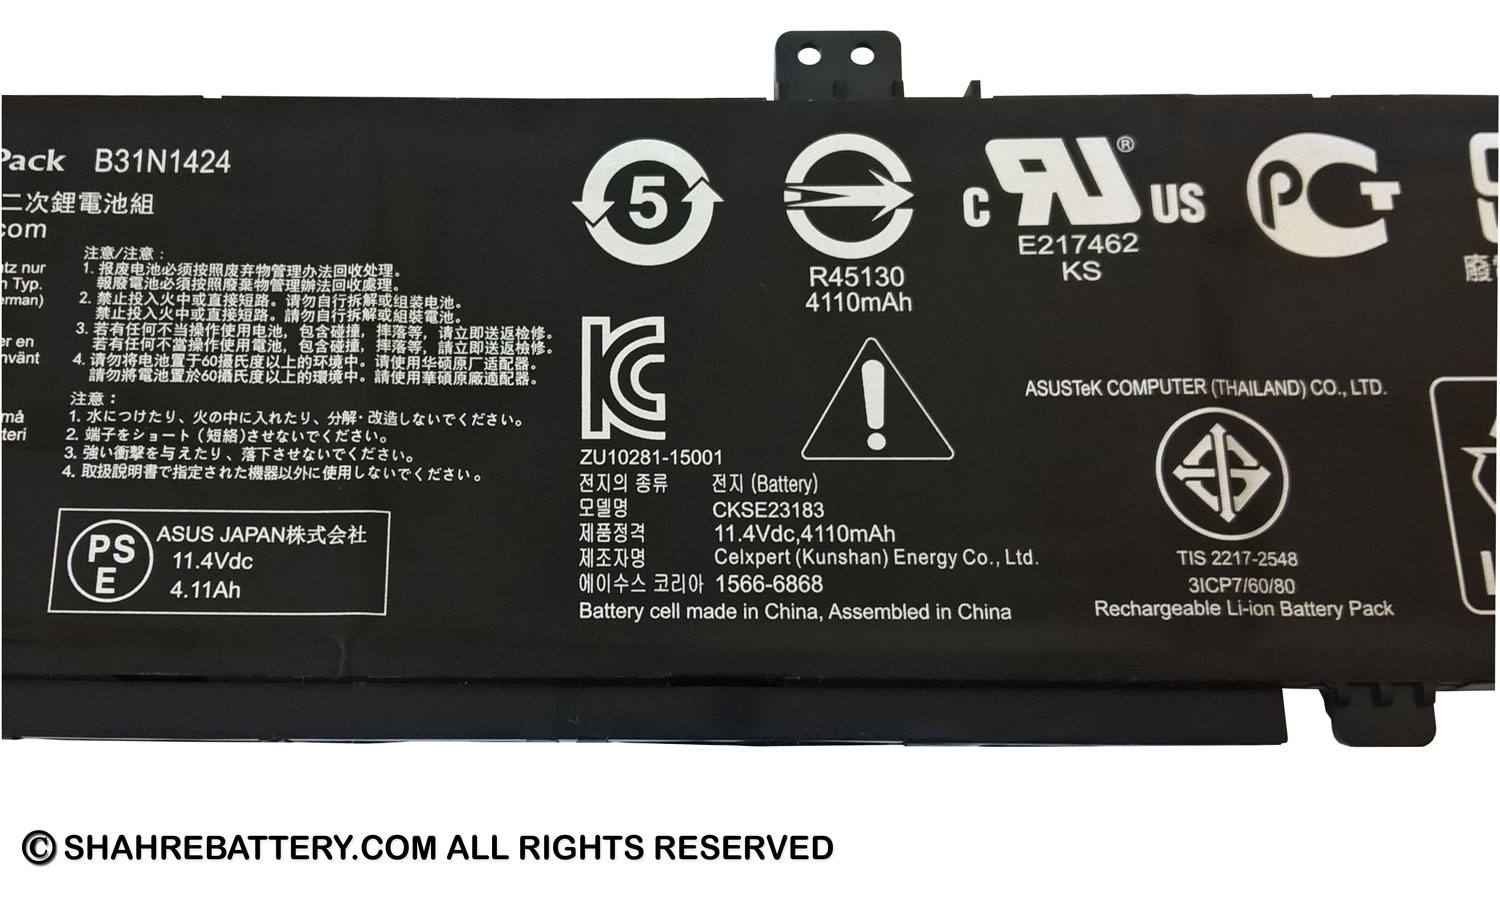 Pack B31N1424
二次鋰電池組
com
tz nur
n Typ.
erman)
er en
nvänt
må
teri
注意/注意：
1. 报废电池必须按照废弃物管理办法回收处理。
報廢電池必須按照廢棄物管理辦法回收處理。
2. 禁止投入火中或直接短路。请勿自行拆解或组装电池。
禁止投入火中或直接短路。請勿自行拆解或組裝電池。
3. 若有任何不当操作使用电池，包含碰撞，摔落等，请立即送返检修。
若有任何不當操作使用電池，包含碰撞，摔落等，請立即送返檢修。
4. 请勿将电池置于60攝氏度以上的环境中。请使用华硕原厂适配器。
請勿將電池置於60攝氏度以上的環境中。請使用華碩原廠適配器。
注意：
1. 水につけたり、火の中に入れたり、分解・改造しないでください。
2. 端子をショート（短絡）させないでください。
3. 強い衝撃を与えたり、落下させないでください。
4. 取扱説明書で指定された機器以外に使用しないでください。
PS
E
ASUS JAPAN株式会社
11.4Vdc
4.11Ah
5
R45130
4110mAh
C RU® US
E217462
KS
PCT
廢
KC
!
ZU10281-15001
전지의 종류 전지 (Battery)
모델명 CKSE23183
제품정격 11.4Vdc,4110mAh
제조자명 Celxpert (Kunshan) Energy Co., Ltd.
에이수스 코리아 1566-6868
Battery cell made in China, Assembled in China
ASUSTeK COMPUTER (THAILAND) CO., LTD.
TIS 2217-2548
3ICP7/60/80
Rechargeable Li-ion Battery Pack
© SHAHREBATTERY.COM ALL RIGHTS RESERVED